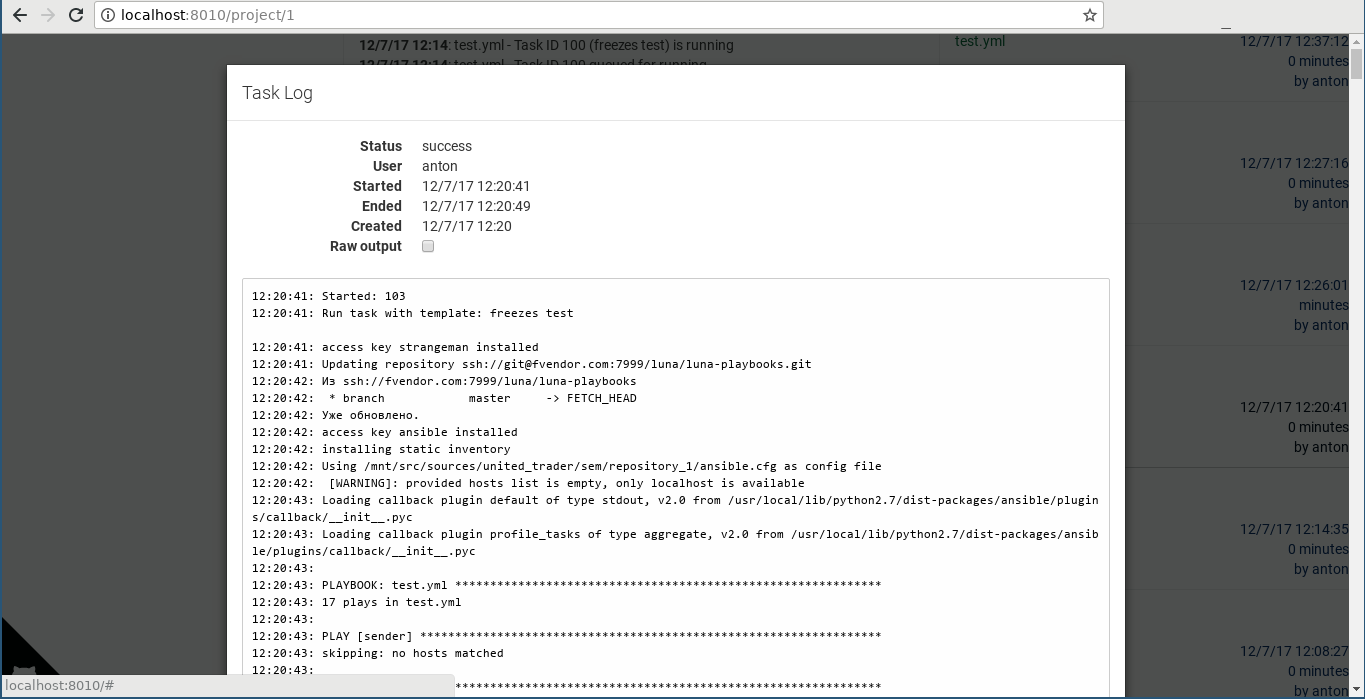 localhost:8010/project/1
12/7/17 12:14: test.yml - Task ID 100 (freezes test) is running
12/7/17 12:14: test.yml - Task ID 100 queued for running
test.yml
12/7/17 12:37:12
0 minutes
by anton
12/7/17 12:27:16
0 minutes
by anton
12/7/17 12:26:01
minutes
by anton
12/7/17 12:20:41
0 minutes
by anton
12/7/17 12:14:35
0 minutes
by anton
12/7/17 12:08:27
0 minutes
by anton
Task Log
Status success
User anton
Started 12/7/17 12:20:41
Ended 12/7/17 12:20:49
Created 12/7/17 12:20
Raw output
12:20:41: Started: 103
12:20:41: Run task with template: freezes test
12:20:41: access key strangeman installed
12:20:41: Updating repository ssh://git@fvendor.com:7999/luna/luna-playbooks.git
12:20:42: Из ssh://fvendor.com:7999/luna/luna-playbooks
12:20:42:  * branch            master     -> FETCH_HEAD
12:20:42: Уже обновлено.
12:20:42: access key ansible installed
12:20:42: installing static inventory
12:20:42: Using /mnt/src/sources/united_trader/sem/repository_1/ansible.cfg as config file
12:20:42:  [WARNING]: provided hosts list is empty, only localhost is available
12:20:43: Loading callback plugin default of type stdout, v2.0 from /usr/local/lib/python2.7/dist-packages/ansible/plugin
s/callback/__init__.pyc
12:20:43: Loading callback plugin profile_tasks of type aggregate, v2.0 from /usr/local/lib/python2.7/dist-packages/ansib
le/plugins/callback/__init__.pyc
12:20:43:
12:20:43: PLAYBOOK: test.yml *************************************************************
12:20:43: 17 plays in test.yml
12:20:43:
12:20:43: PLAY [sender] ******************************************************************
12:20:43: skipping: no hosts matched
12:20:43:
*************************************************************
localhost:8010/#